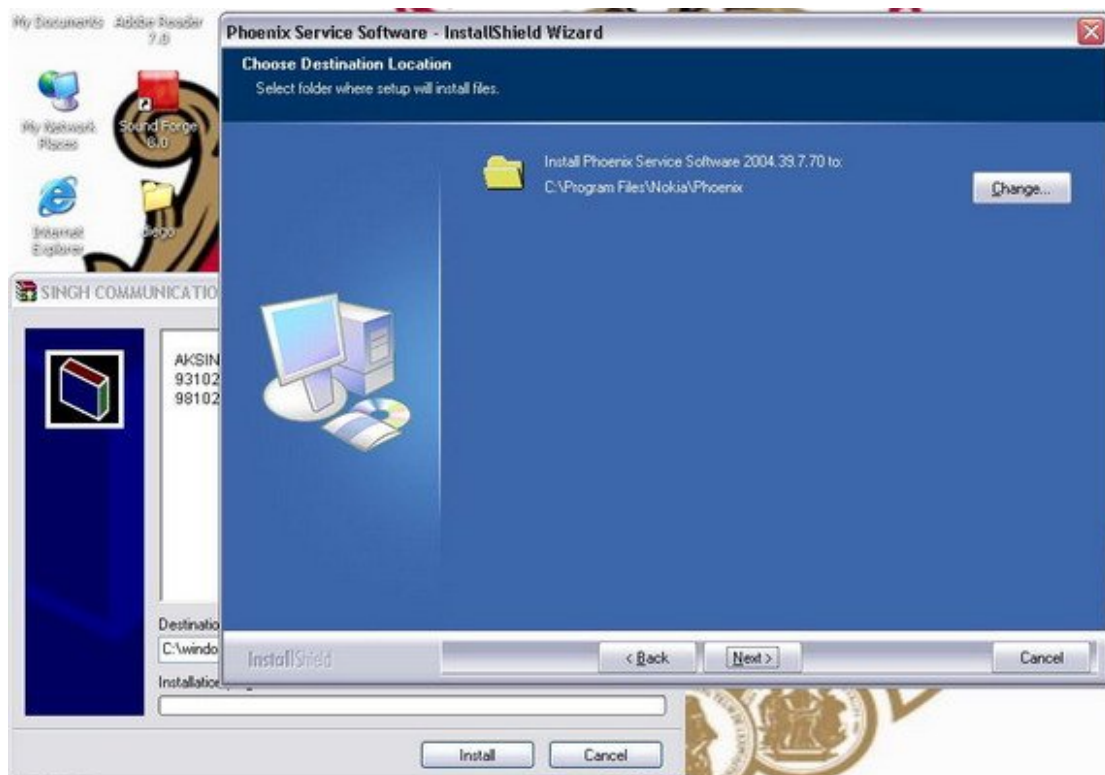 My Documents
Adobe Reader
7.0
My Network
Places
Sound Forge
6.0
Internet
Explorer
diego
Phoenix Service Software - InstallShield Wizard
Choose Destination Location
Select folder where setup will install files.
Install Phoenix Service Software 2004.39.7.70 to:
C:\Program Files\Nokia\Phoenix
Change...
SINGH COMMUNICATIO
AKSIN
93102
98102
Destinatio
C:\windo
Installation
InstallShield
< Back
Next >
Cancel
Install
Cancel